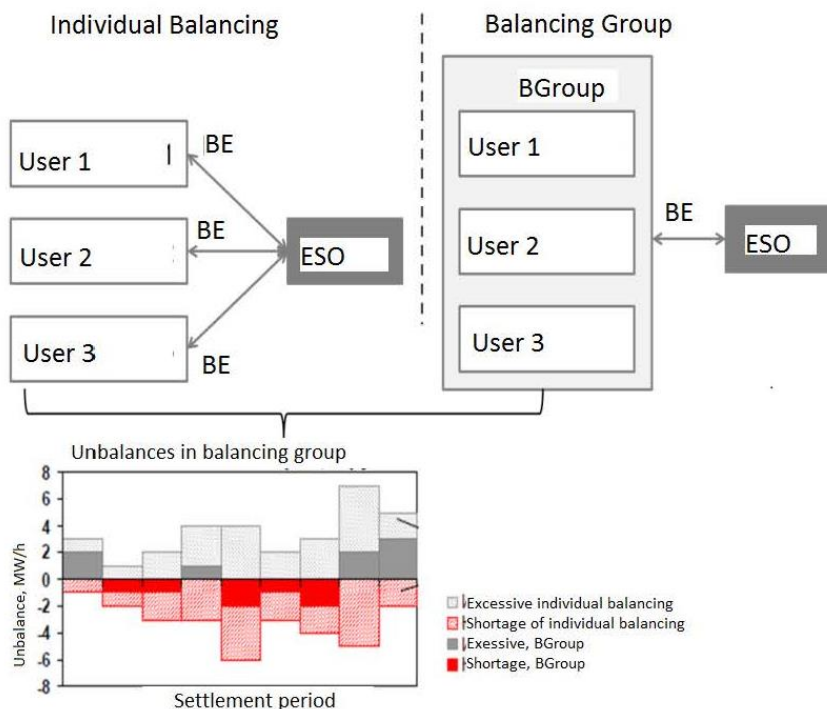 Individual Balancing
Balancing Group
User 1
BE
User 2
BE
User 3
BE
ESO
BGroup
User 1
User 2
User 3
BE
ESO
Unbalances in balancing group
Unbalance, MW/h
8
6
4
2
0
-2
-4
-6
-8
Settlement period
Excessive individual balancing
Shortage of individual balancing
Exessive, BGroup
Shortage, BGroup